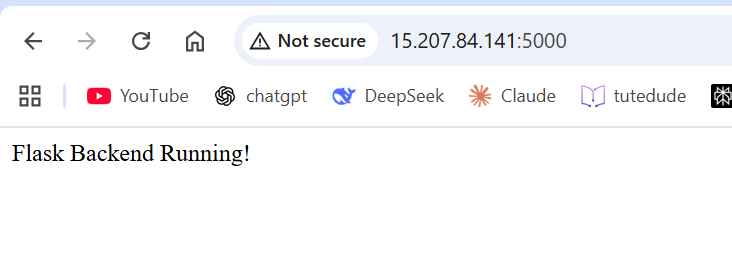 Not secure 15.207.84.141:5000
YouTube chatgpt DeepSeek Claude tutedude
Flask Backend Running!